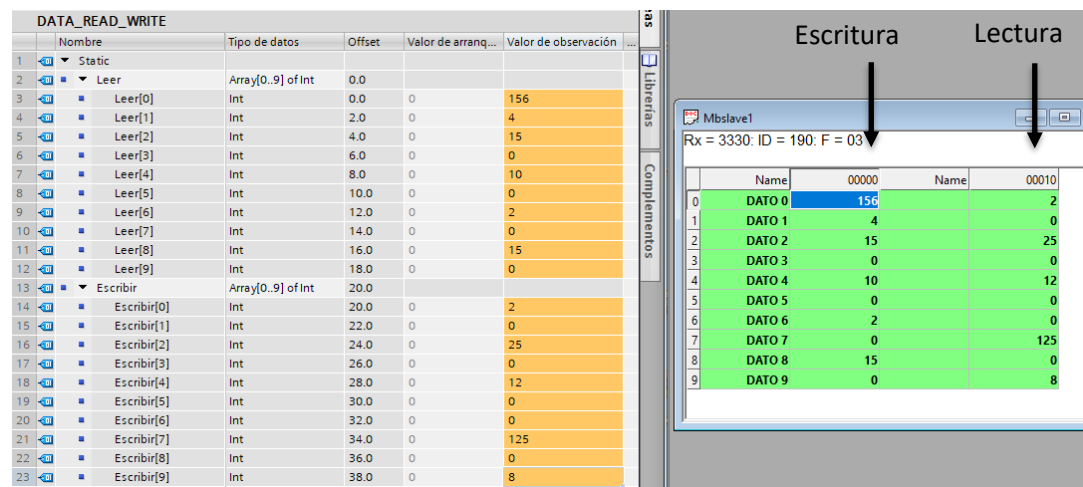 DATA_READ_WRITE
Nombre Tipo de datos Offset Valor de arranq... Valor de observación ...
1 Static
2 Leer Array[0..9] of Int 0.0
3 Leer[0] Int 0.0 0 156
4 Leer[1] Int 2.0 0 4
5 Leer[2] Int 4.0 0 15
6 Leer[3] Int 6.0 0 0
7 Leer[4] Int 8.0 0 10
8 Leer[5] Int 10.0 0 0
9 Leer[6] Int 12.0 0 2
10 Leer[7] Int 14.0 0 0
11 Leer[8] Int 16.0 0 15
12 Leer[9] Int 18.0 0 0
13 Escribir Array[0..9] of Int 20.0
14 Escribir[0] Int 20.0 0 2
15 Escribir[1] Int 22.0 0 0
16 Escribir[2] Int 24.0 0 25
17 Escribir[3] Int 26.0 0 0
18 Escribir[4] Int 28.0 0 12
19 Escribir[5] Int 30.0 0 0
20 Escribir[6] Int 32.0 0 0
21 Escribir[7] Int 34.0 0 125
22 Escribir[8] Int 36.0 0 0
23 Escribir[9] Int 38.0 0 8
Librerías
Complementos
Escritura Lectura
Mbslave1
Rx = 3330: ID = 190: F = 03
Name 00000 Name 00010
0 DATO 0 156 2
1 DATO 1 4 0
2 DATO 2 15 25
3 DATO 3 0 0
4 DATO 4 10 12
5 DATO 5 0 0
6 DATO 6 2 0
7 DATO 7 0 125
8 DATO 8 15 0
9 DATO 9 0 8